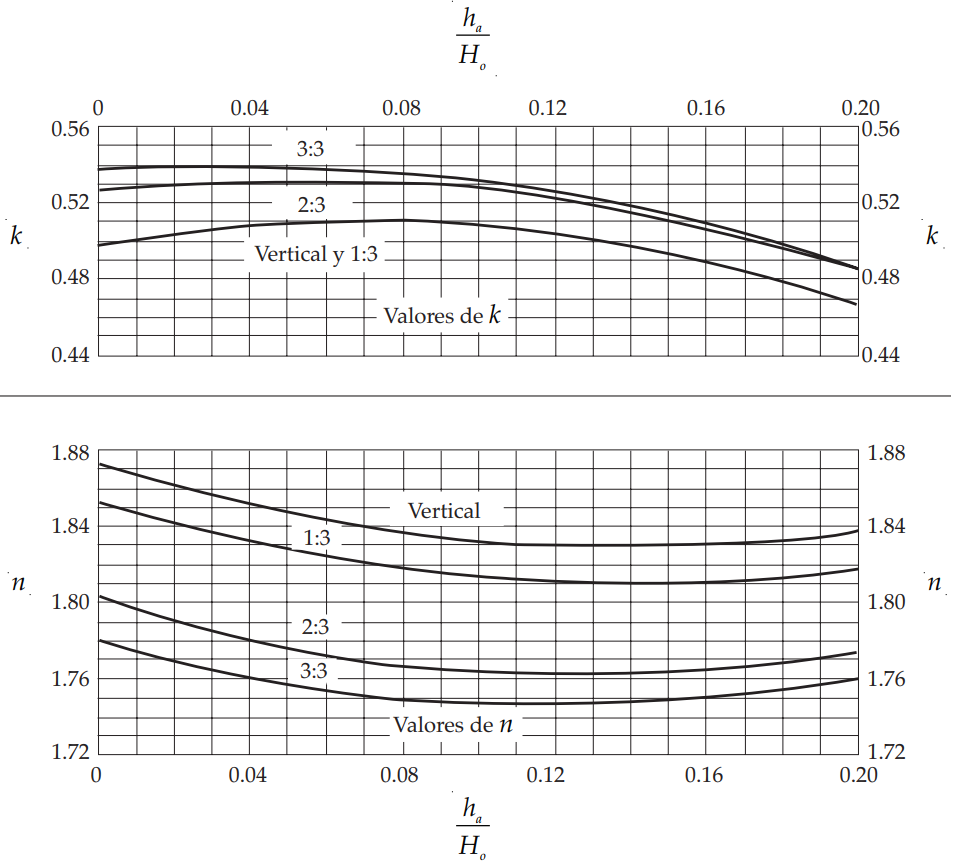 h_a
H_o
0 0.04 0.08 0.12 0.16 0.20
0.56 0.56
3:3
0.52 0.52
2:3
k k
Vertical y 1:3
0.48 0.48
Valores de k
0.44 0.44
1.88 1.88
Vertical
1.84 1.84
1:3
n n
1.80 1.80
2:3
3:3
1.76 1.76
Valores de n
1.72 1.72
0 0.04 0.08 0.12 0.16 0.20
h_a
H_o